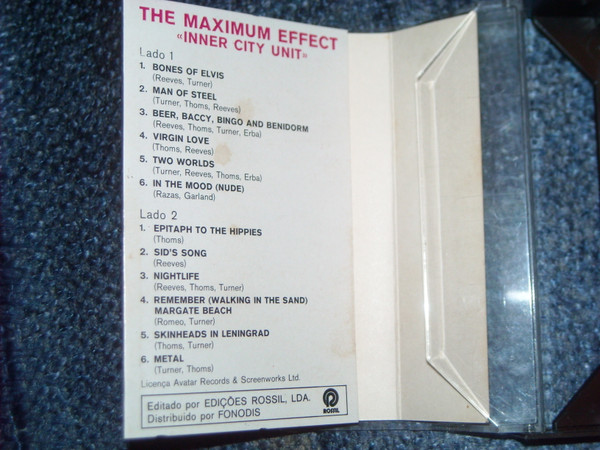 THE MAXIMUM EFFECT
«INNER CITY UNIT»
Lado 1
1. BONES OF ELVIS
(Reeves, Turner)
2. MAN OF STEEL
(Turner, Thoms, Reeves)
3. BEER, BACCY, BINGO AND BENIDORM
(Reeves, Thoms, Turner, Erba)
4. VIRGIN LOVE
(Thoms, Reeves)
5. TWO WORLDS
(Turner, Reeves, Thoms, Erba)
6. IN THE MOOD (NUDE)
(Razas, Garland)
Lado 2
1. EPITAPH TO THE HIPPIES
(Thoms)
2. SID'S SONG
(Reeves)
3. NIGHTLIFE
(Reeves, Thoms, Turner)
4. REMEMBER (WALKING IN THE SAND)
MARGATE BEACH
(Romeo, Turner)
5. SKINHEADS IN LENINGRAD
(Thoms, Turner)
6. METAL
(Turner, Thoms)
Licença Avatar Records & Screenworks Ltd.
Editado por EDIÇÕES ROSSIL, LDA.
Distribuido por FONODIS
ROSSIL